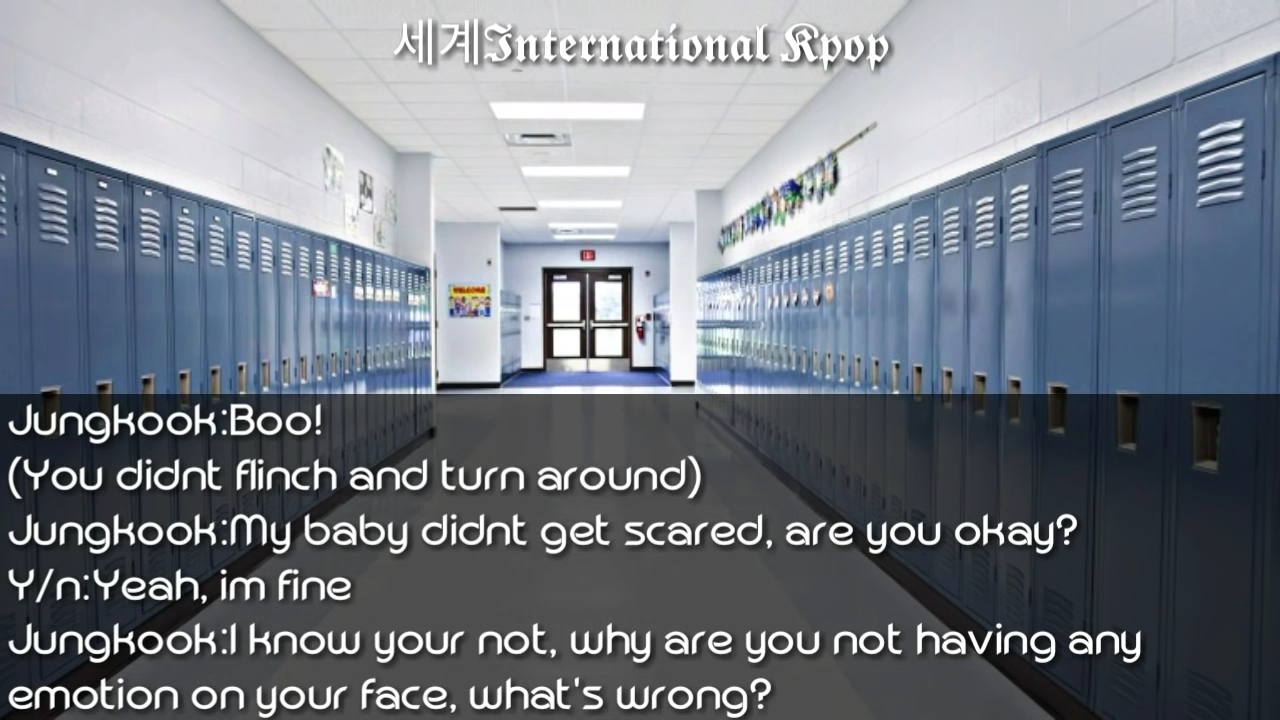 세계International Kpop
WELCOME
Jungkook:Boo!
(You didnt flinch and turn around)
Jungkook:My baby didnt get scared, are you okay?
Y/n:Yeah, im fine
Jungkook:I know your not, why are you not having any
emotion on your face, what's wrong?